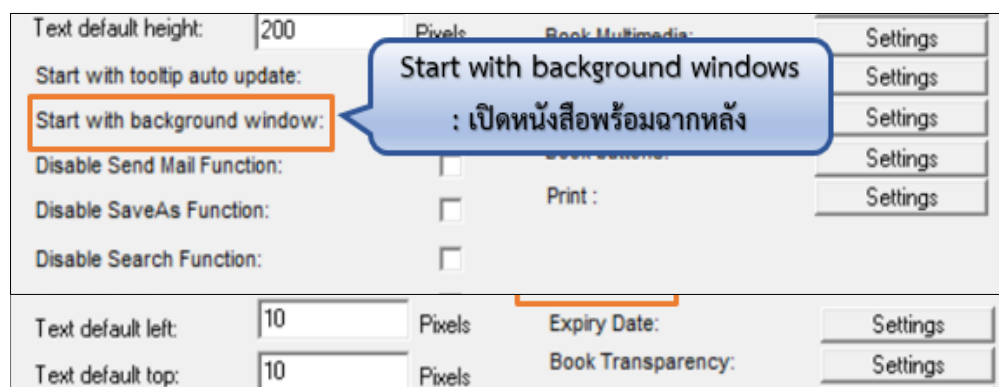 Text default height: 200 Pixels Book Multimedia: Settings
Start with tooltip auto update: Settings
Start with background window: Settings
Start with background windows
: เปิดหนังสือพร้อมฉากหลัง
Disable Send Mail Function: Settings
Disable SaveAs Function: Print : Settings
Disable Search Function:
Text default left: 10 Pixels Expiry Date: Settings
Text default top: 10 Pixels Book Transparency: Settings